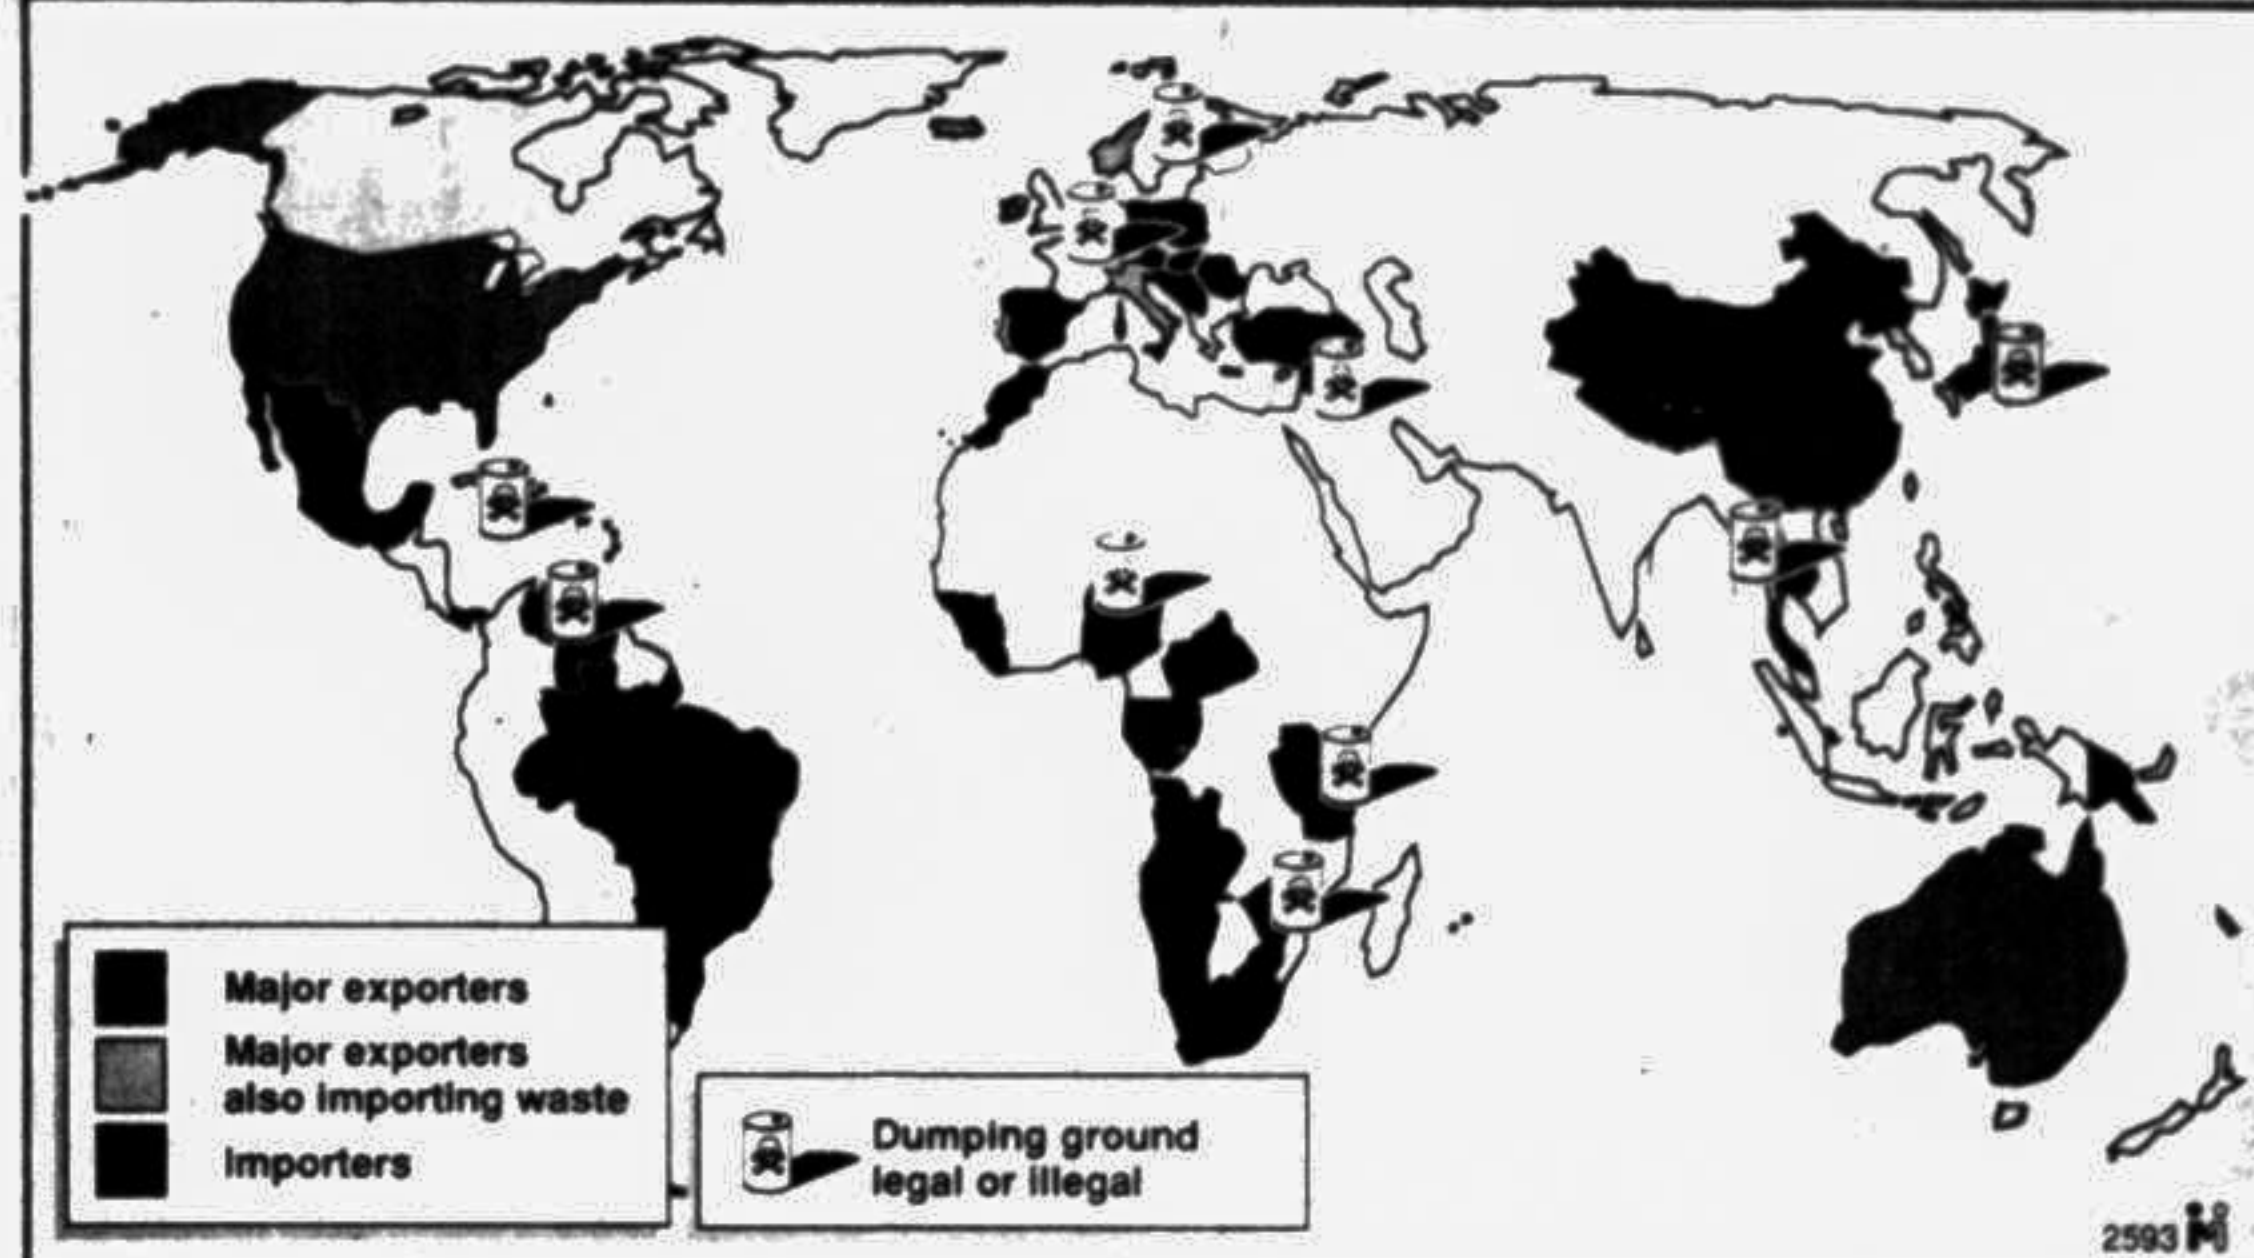 Major exporters
Major exporters
also importing waste
Importers
Dumping ground
legal or illegal
2593